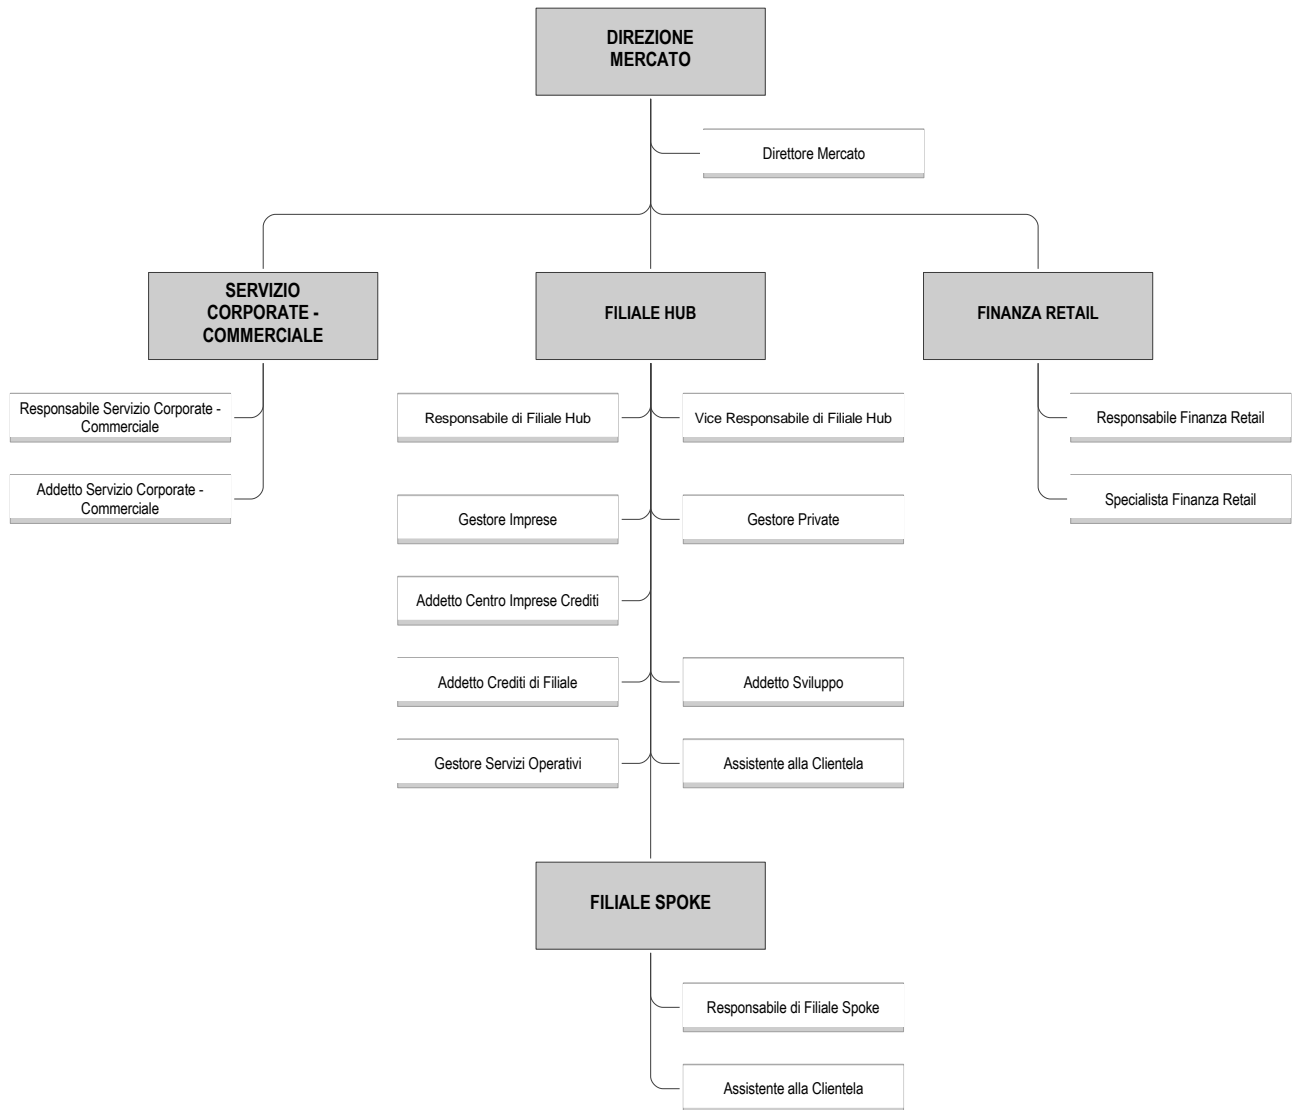 DIREZIONE
MERCATO
Direttore Mercato
SERVIZIO
CORPORATE -
COMMERCIALE
FILIALE HUB
FINANZA RETAIL
Responsabile Servizio Corporate -
Commerciale
Responsabile di Filiale Hub
Vice Responsabile di Filiale Hub
Responsabile Finanza Retail
Addetto Servizio Corporate -
Commerciale
Gestore Imprese
Gestore Private
Specialista Finanza Retail
Addetto Centro Imprese Crediti
Addetto Crediti di Filiale
Addetto Sviluppo
Gestore Servizi Operativi
Assistente alla Clientela
FILIALE SPOKE
Responsabile di Filiale Spoke
Assistente alla Clientela